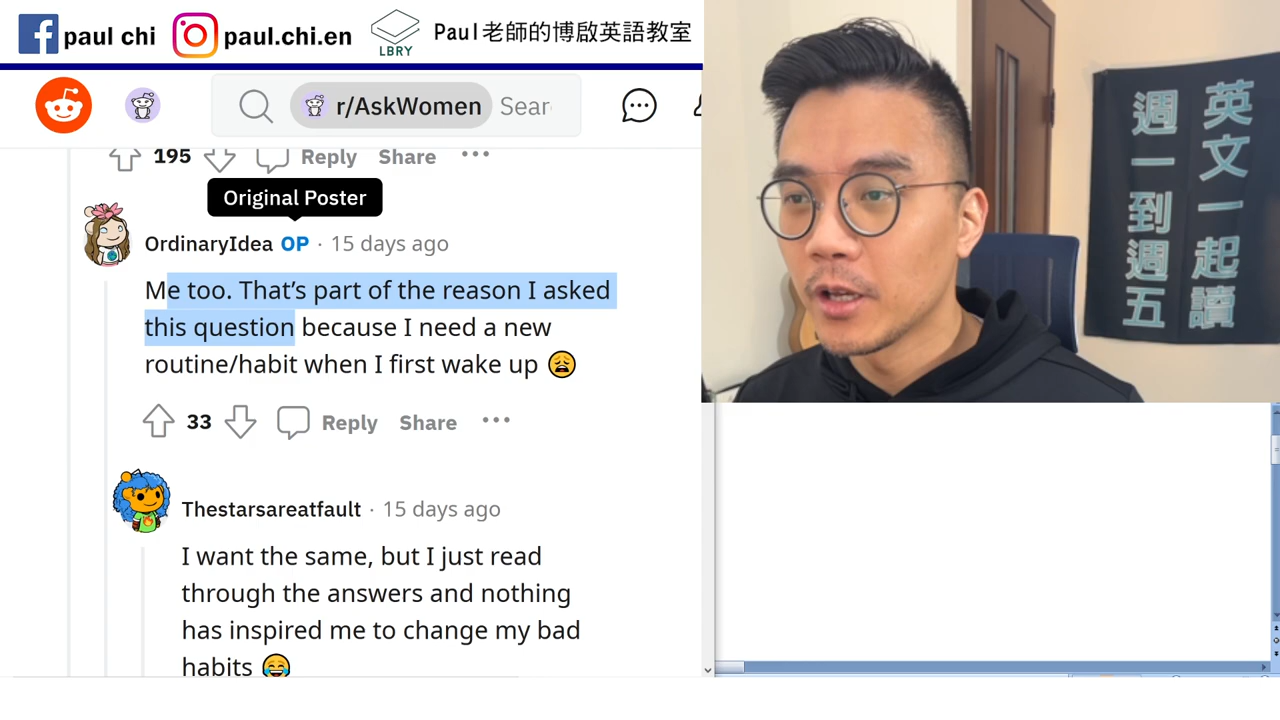 paul chi paul.chi.en LBRY Paul老師的博啟英語教室
r/AskWomen Sear
195 Reply Share ...
Original Poster
OrdinaryIdea OP · 15 days ago
Me too. That's part of the reason I asked
this question because I need a new
routine/habit when I first wake up 😩
33 Reply Share ...
Thestarsareatfault · 15 days ago
I want the same, but I just read
through the answers and nothing
has inspired me to change my bad
habits 😂
英文一起讀
週一到週五